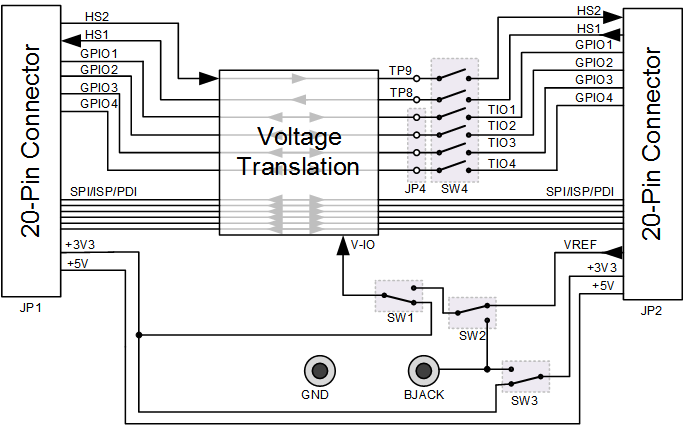 20-Pin Connector
JP1
HS2
HS1
GPIO1
GPIO2
GPIO3
GPIO4
SPI/ISP/PDI
+3V3
+5V
Voltage
Translation
V-IO
TP9
TP8
TIO1
TIO2
TIO3
TIO4
JP4
SW4
HS2
HS1
GPIO1
GPIO2
GPIO3
GPIO4
SPI/ISP/PDI
VREF
+3V3
+5V
20-Pin Connector
JP2
SW1
SW2
SW3
GND
BJACK